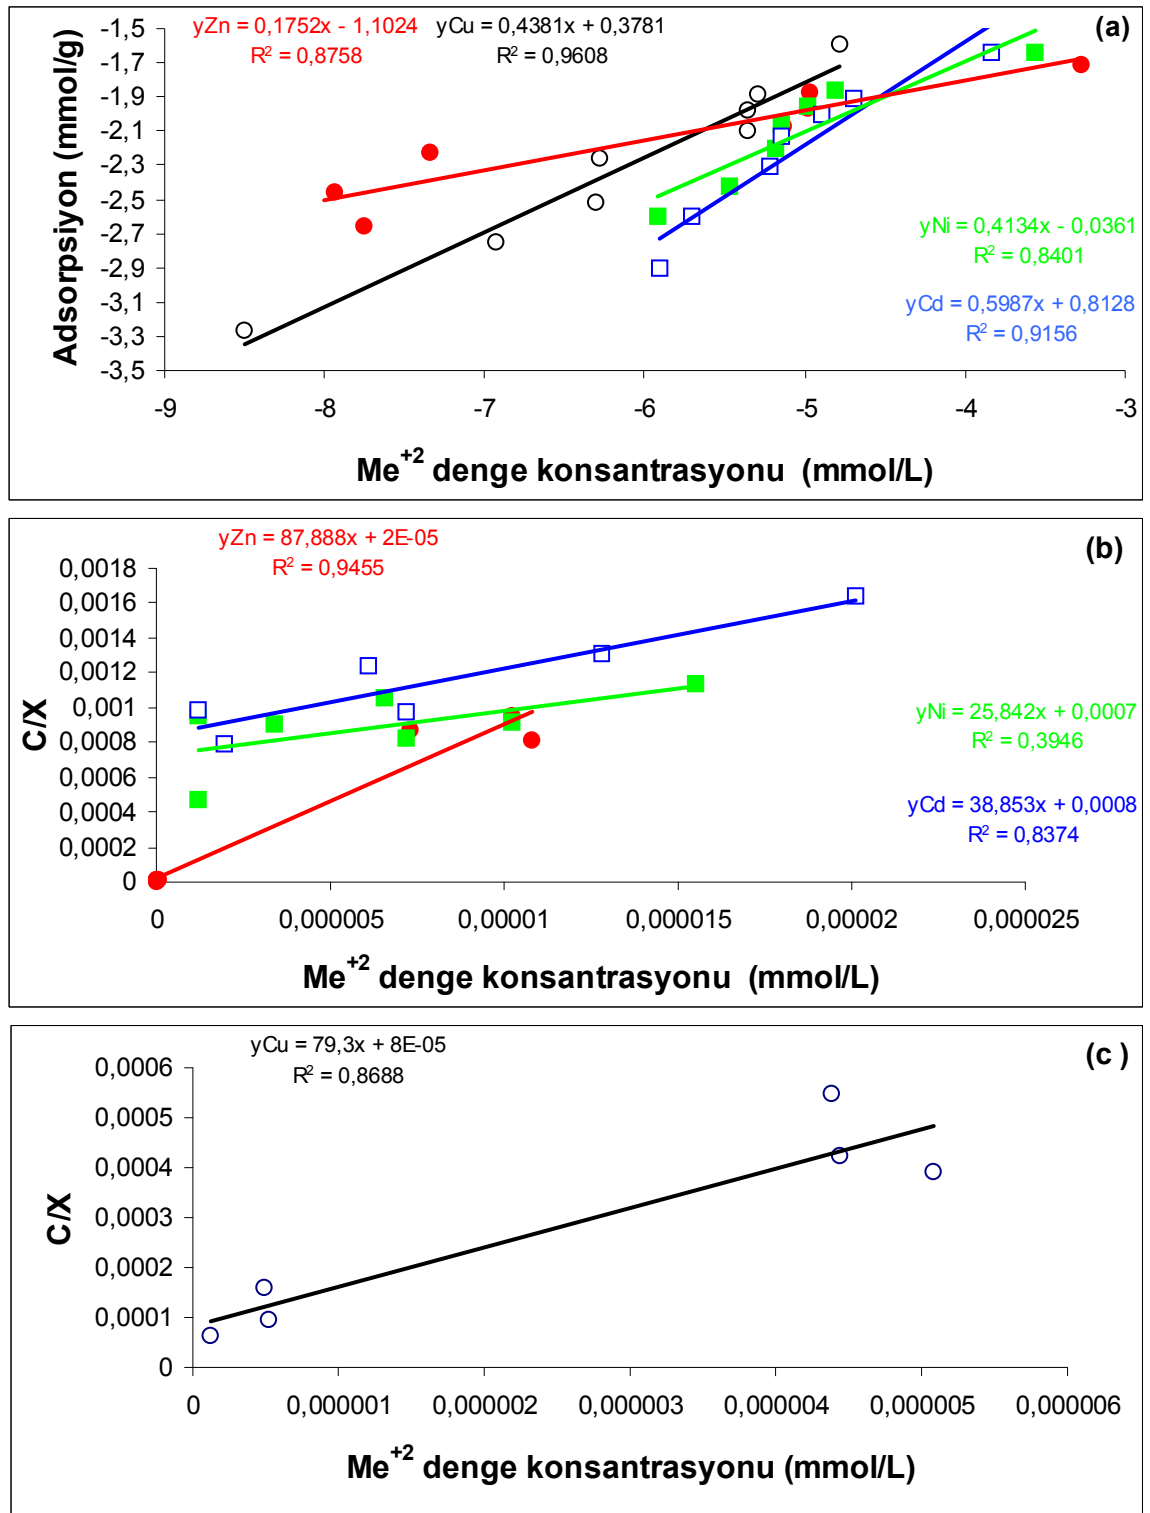 yZn = 0,1752x - 1,1024 yCu = 0,4381x + 0,3781
R² = 0,8758 R² = 0,9608
(a)
Adsorpsiyon (mmol/g)
-1,5
-1,7
-1,9
-2,1
-2,3
-2,5
-2,7
-2,9
-3,1
-3,3
-3,5
yNi = 0,4134x - 0,0361
R² = 0,8401
yCd = 0,5987x + 0,8128
R² = 0,9156
-9 -8 -7 -6 -5 -4 -3
Me⁺² denge konsantrasyonu (mmol/L)
yZn = 87,888x + 2E-05
R² = 0,9455
(b)
C/X
0,0018
0,0016
0,0014
0,0012
0,001
0,0008
0,0006
0,0004
0,0002
0
yNi = 25,842x + 0,0007
R² = 0,3946
yCd = 38,853x + 0,0008
R² = 0,8374
0 0,000005 0,00001 0,000015 0,00002 0,000025
Me⁺² denge konsantrasyonu (mmol/L)
yCu = 79,3x + 8E-05
R² = 0,8688
(c )
C/X
0,0006
0,0005
0,0004
0,0003
0,0002
0,0001
0
0 0,000001 0,000002 0,000003 0,000004 0,000005 0,000006
Me⁺² denge konsantrasyonu (mmol/L)